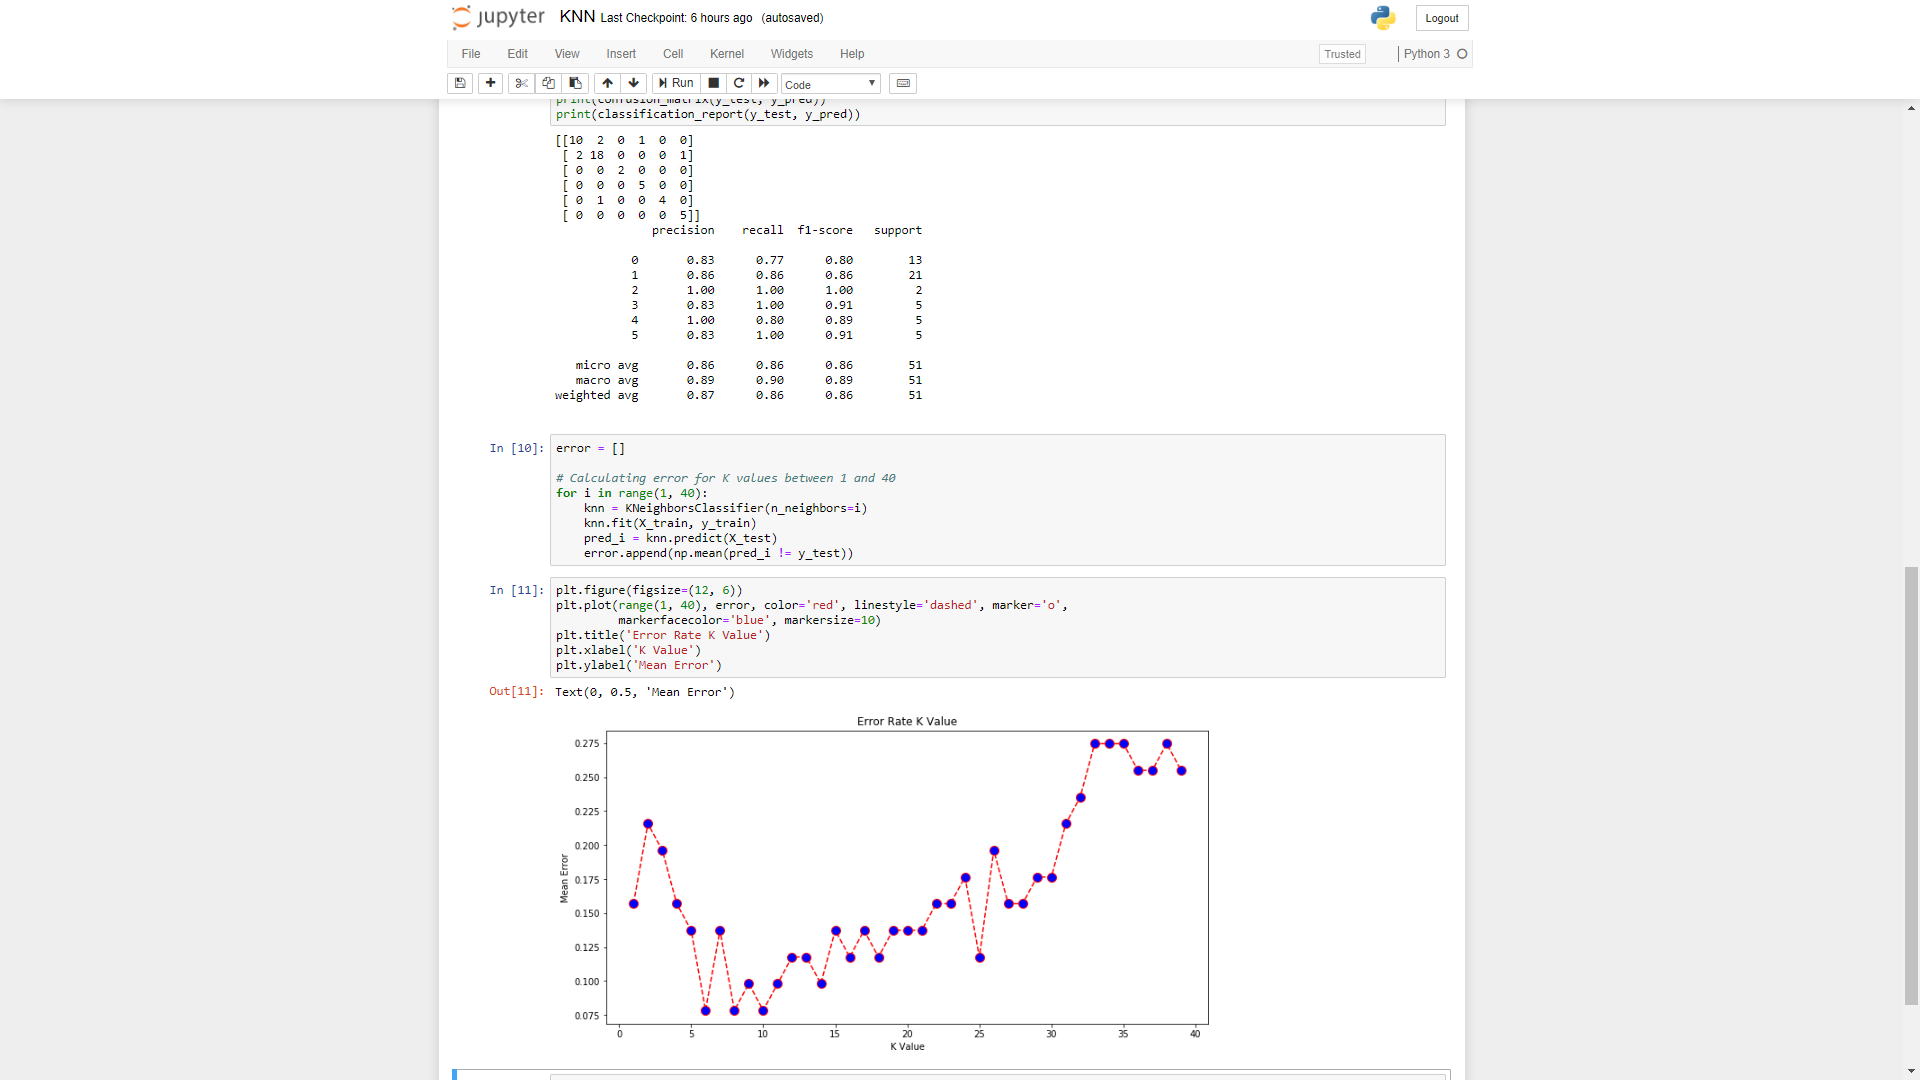 jupyter KNN Last Checkpoint: 6 hours ago (autosaved) Logout
File Edit View Insert Cell Kernel Widgets Help Trusted Python 3
Run Code
print(confusion_matrix(y_test, y_pred))
print(classification_report(y_test, y_pred))
[[10  2  0  1  0  0]
 [ 2 18  0  0  0  1]
 [ 0  0  2  0  0  0]
 [ 0  0  0  5  0  0]
 [ 0  1  0  0  4  0]
 [ 0  0  0  0  0  5]]
              precision    recall  f1-score   support
           0       0.83      0.77      0.80        13
           1       0.86      0.86      0.86        21
           2       1.00      1.00      1.00         2
           3       0.83      1.00      0.91         5
           4       1.00      0.80      0.89         5
           5       0.83      1.00      0.91         5
   micro avg       0.86      0.86      0.86        51
   macro avg       0.89      0.90      0.89        51
weighted avg       0.87      0.86      0.86        51
In [10]: error = []
# Calculating error for K values between 1 and 40
for i in range(1, 40):
    knn = KNeighborsClassifier(n_neighbors=i)
    knn.fit(X_train, y_train)
    pred_i = knn.predict(X_test)
    error.append(np.mean(pred_i != y_test))
In [11]: plt.figure(figsize=(12, 6))
plt.plot(range(1, 40), error, color='red', linestyle='dashed', marker='o',
         markerfacecolor='blue', markersize=10)
plt.title('Error Rate K Value')
plt.xlabel('K Value')
plt.ylabel('Mean Error')
Out[11]: Text(0, 0.5, 'Mean Error')
Error Rate K Value
0.275
0.250
0.225
0.200
0.175
0.150
0.125
0.100
0.075
Mean Error
0 5 10 15 20 25 30 35 40
K Value